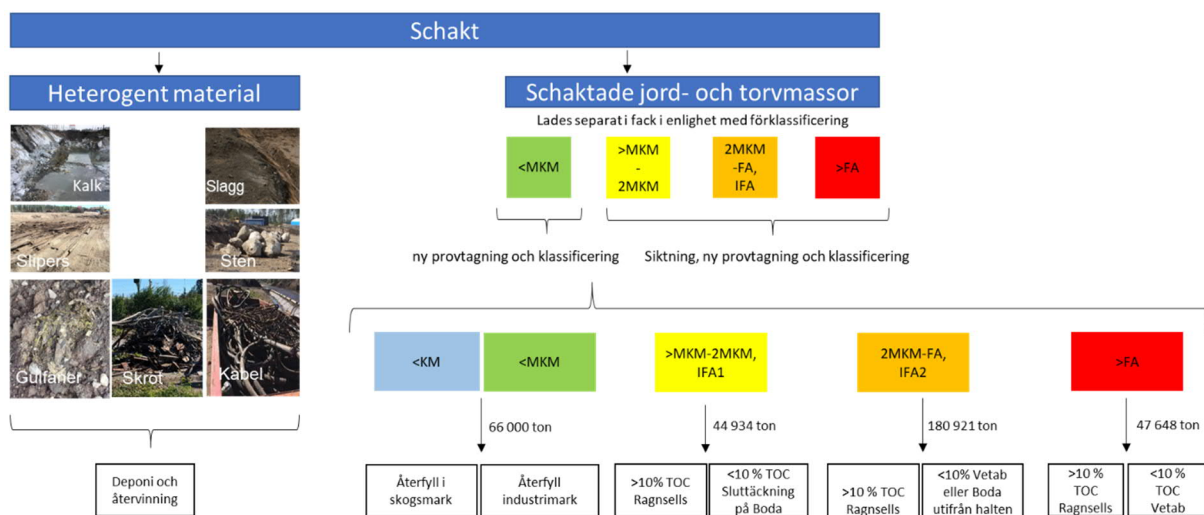 Schakt
Heterogent material
Schaktade jord- och torvmassor
Lades separat i fack i enlighet med förklassificering
<MKM
>MKM
-
2MKM
2MKM
-FA,
IFA
>FA
Kalk
Slagg
Slipers
Sten
Gulfäner
Skrot
Kabel
ny provtagning och klassificering
Siktning, ny provtagning och klassificering
<KM
<MKM
>MKM-2MKM,
IFA1
2MKM-FA,
IFA2
>FA
66 000 ton
44 934 ton
180 921 ton
47 648 ton
Deponi och
återvinning
Återfyll i
skogsmark
Återfyll
industrimark
>10% TOC
Ragnsells
<10 % TOC
Sluttäckning
på Boda
>10 % TOC
Ragnsells
<10% Vetab
eller Boda
utifrån halten
>10 %
TOC
Ragnsells
<10 %
TOC
Vetab